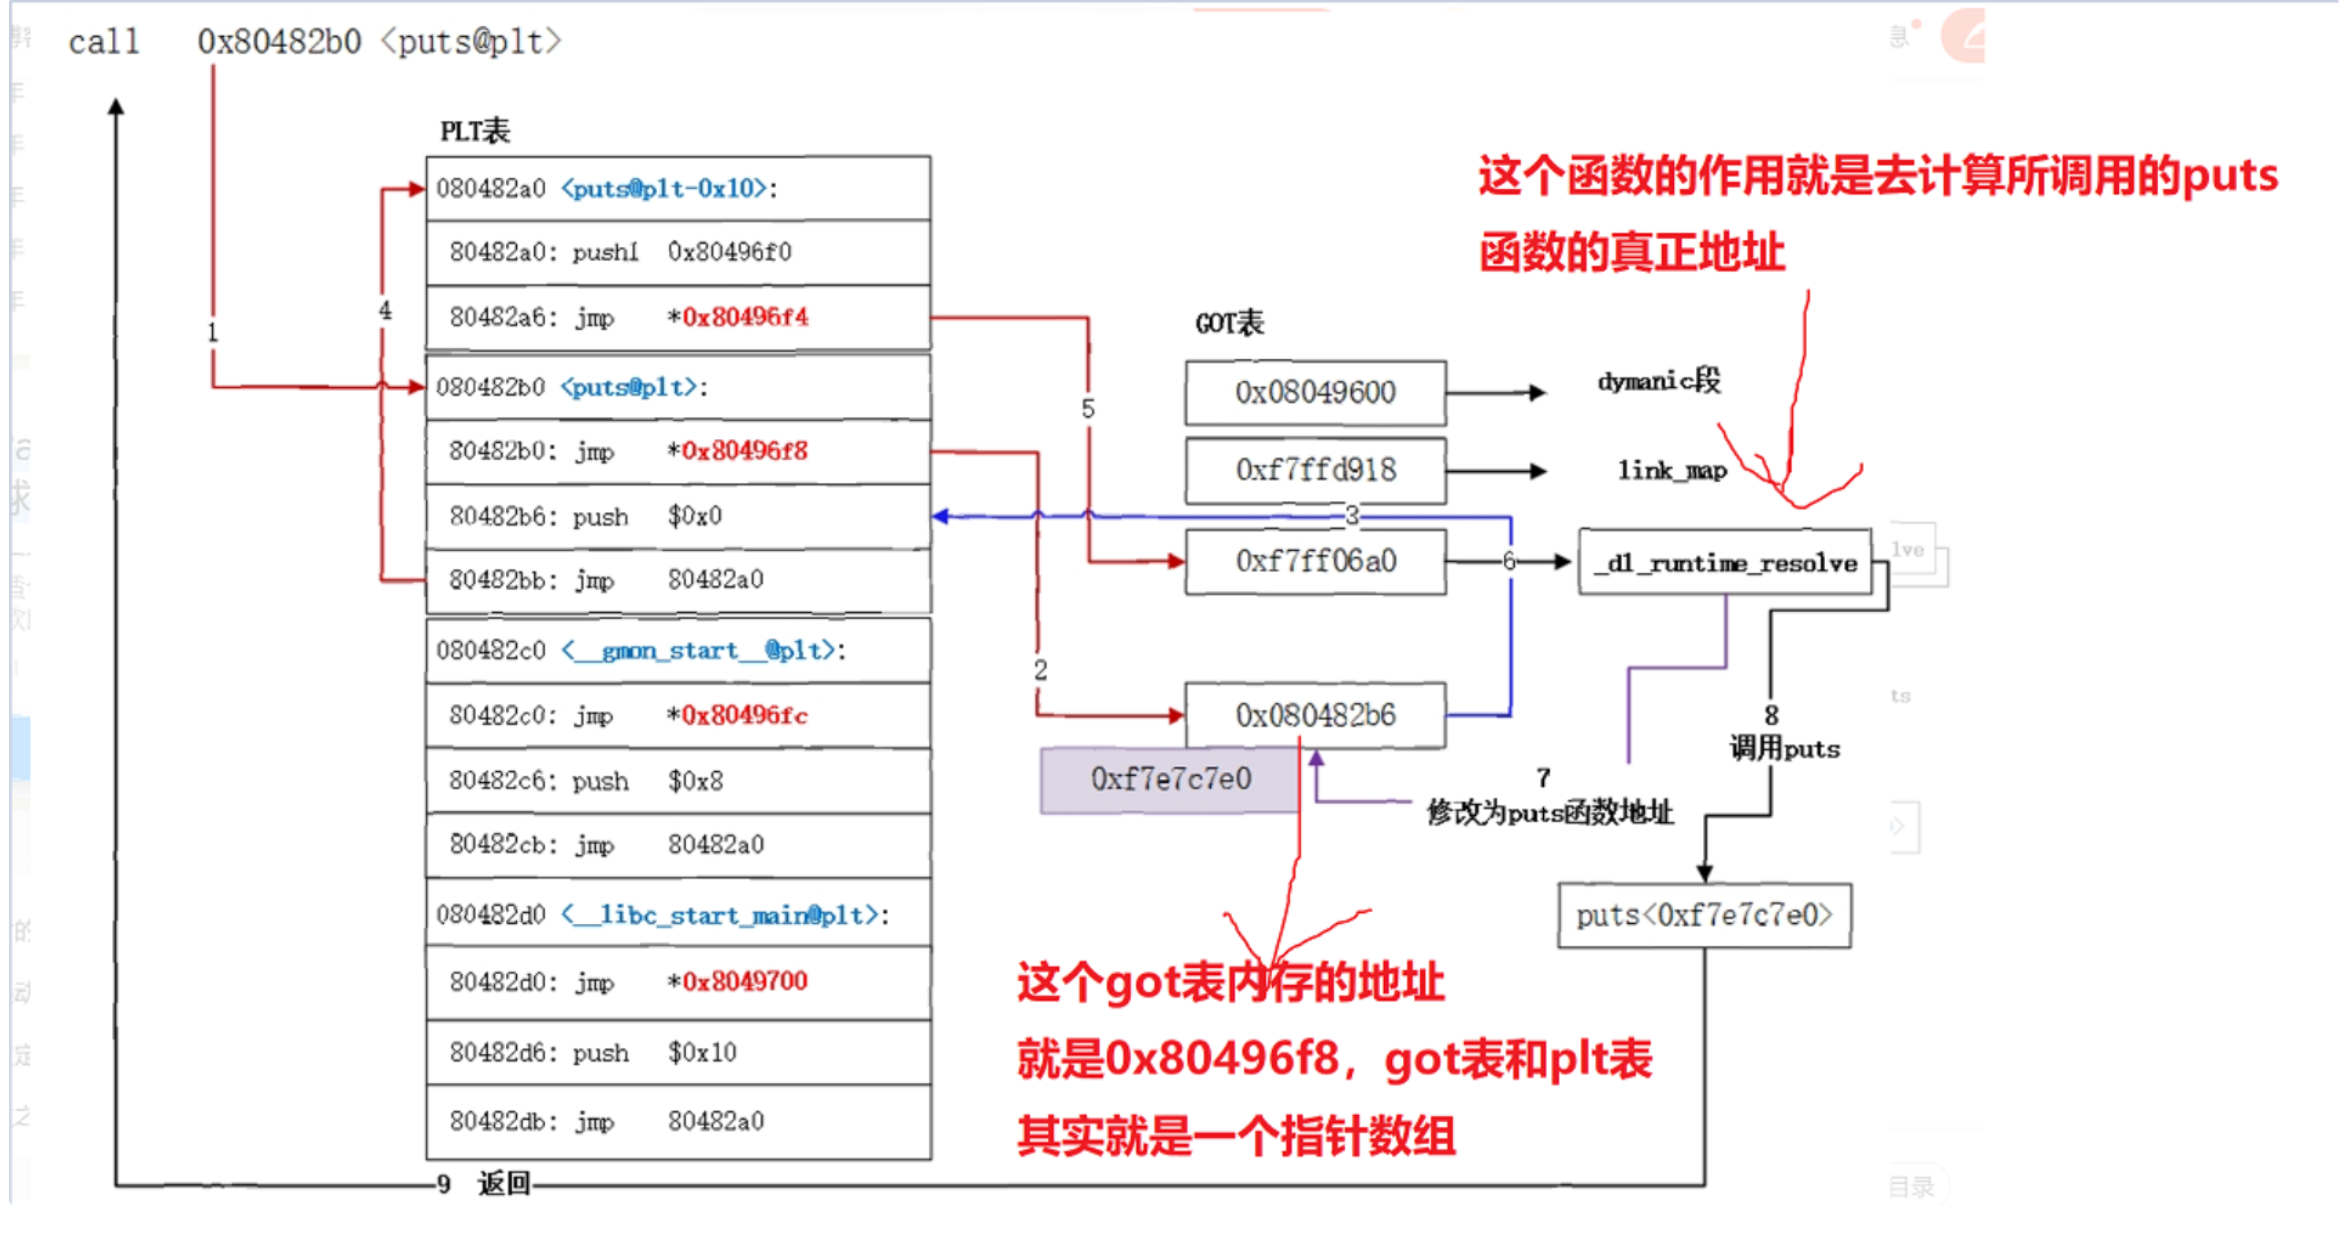 call 0x80482b0 <puts@plt>
PLT表
080482a0 <puts@plt-0x10>:
80482a0: pushl 0x80496f0
80482a6: jmp *0x80496f4
080482b0 <puts@plt>:
80482b0: jmp *0x80496f8
80482b6: push $0x0
80482bb: jmp 80482a0
080482c0 <__gmon_start__@plt>:
80482c0: jmp *0x80496fc
80482c6: push $0x8
80482cb: jmp 80482a0
080482d0 <__libc_start_main@plt>:
80482d0: jmp *0x8049700
80482d6: push $0x10
80482db: jmp 80482a0
1
4
5
2
3
6
GOT表
0x08049600
dymanic段
0xf7ffd918
link_map
0xf7ff06a0
_dl_runtime_resolve
0x080482b6
0xf7e7c7e0
7
修改为puts函数地址
8
调用puts
puts<0xf7e7c7e0>
9 返回
这个函数的作用就是去计算所调用的puts
函数的真正地址
这个got表内存的地址
就是0x80496f8，got表和plt表
其实就是一个指针数组
息
lve
ts
目录